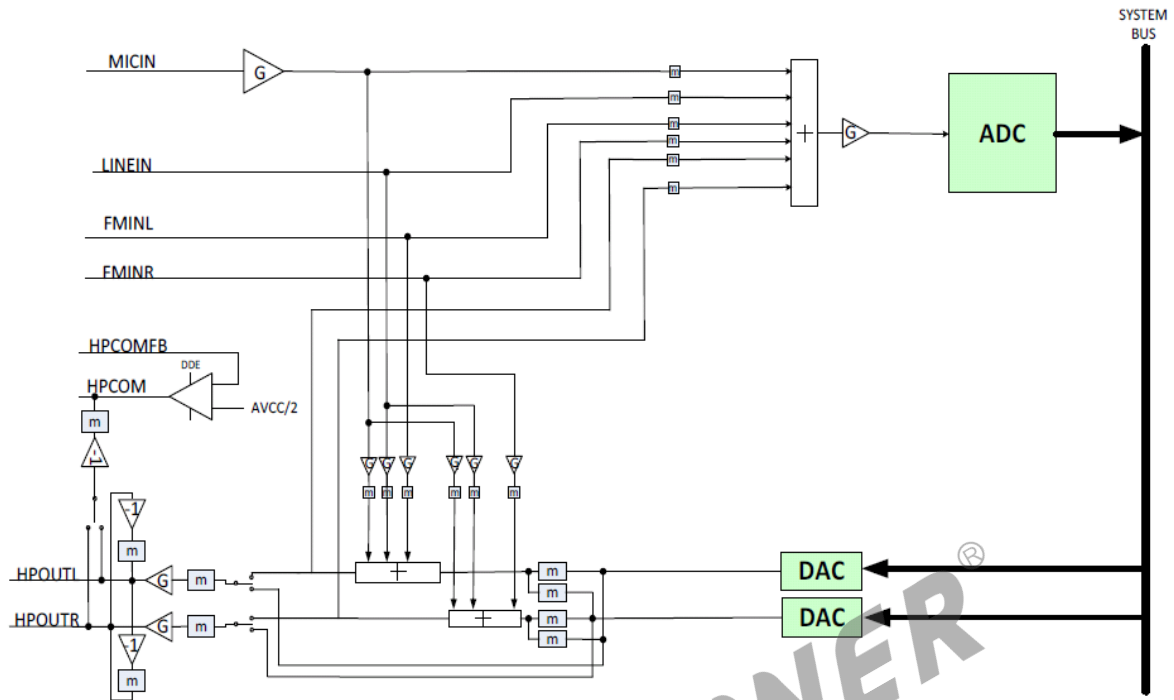 SYSTEM
BUS
MICIN
G
m
m
LINEIN
m
m
m
m
+
G
ADC
FMINL
FMINR
HPCOMFB
DDE
HPCOM
AVCC/2
m
-1
G
G
G
G
G
G
m
m
m
m
m
m
-1
m
HPOUTL
G
m
+
m
DAC
m
HPOUTR
G
m
+
m
DAC
m
-1
m
NER®